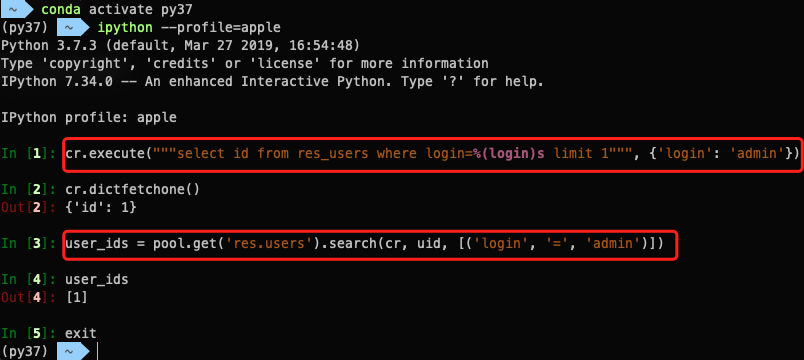 ~ conda activate py37
(py37) ~ ipython --profile=apple
Python 3.7.3 (default, Mar 27 2019, 16:54:48)
Type 'copyright', 'credits' or 'license' for more information
IPython 7.34.0 -- An enhanced Interactive Python. Type '?' for help.
IPython profile: apple
In [1]: cr.execute("""select id from res_users where login=%(login)s limit 1""", {'login': 'admin'})
In [2]: cr.dictfetchone()
Out[2]: {'id': 1}
In [3]: user_ids = pool.get('res.users').search(cr, uid, [('login', '=', 'admin')])
In [4]: user_ids
Out[4]: [1]
In [5]: exit
(py37) ~